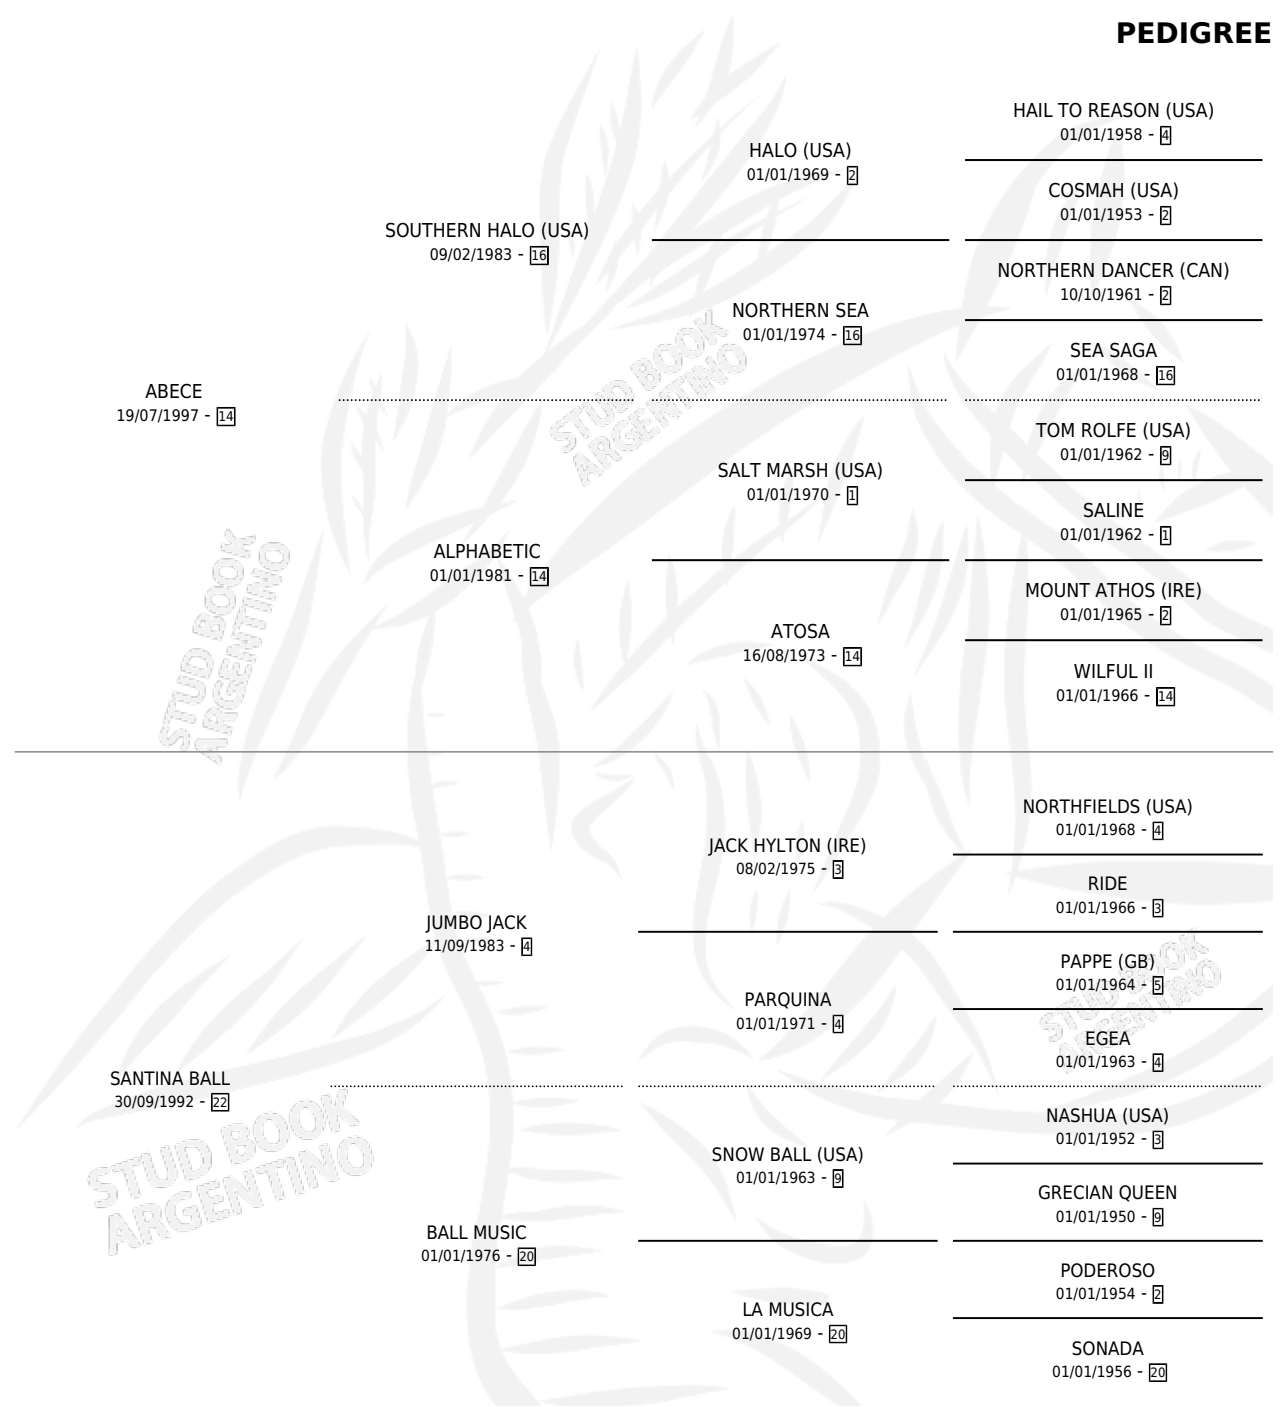 PEDIGREE
HAIL TO REASON (USA)
01/01/1958 - 4
HALO (USA)
01/01/1969 - 2
COSMAH (USA)
01/01/1953 - 2
SOUTHERN HALO (USA)
09/02/1983 - 16
NORTHERN DANCER (CAN)
10/10/1961 - 2
NORTHERN SEA
01/01/1974 - 16
SEA SAGA
01/01/1968 - 16
ABECE
19/07/1997 - 14
TOM ROLFE (USA)
01/01/1962 - 9
SALT MARSH (USA)
01/01/1970 - 1
SALINE
01/01/1962 - 1
ALPHABETIC
01/01/1981 - 14
MOUNT ATHOS (IRE)
01/01/1965 - 2
ATOSA
16/08/1973 - 14
WILFUL II
01/01/1966 - 14
NORTHFIELDS (USA)
01/01/1968 - 4
JACK HYLTON (IRE)
08/02/1975 - 3
RIDE
01/01/1966 - 3
JUMBO JACK
11/09/1983 - 4
PAPPE (GB)
01/01/1964 - 5
PARQUINA
01/01/1971 - 4
EGEA
01/01/1963 - 4
SANTINA BALL
30/09/1992 - 22
NASHUA (USA)
01/01/1952 - 3
SNOW BALL (USA)
01/01/1963 - 9
GRECIAN QUEEN
01/01/1950 - 9
BALL MUSIC
01/01/1976 - 20
PODEROSO
01/01/1954 - 2
LA MUSICA
01/01/1969 - 20
SONADA
01/01/1956 - 20
STUD BOOK
ARGENTINO
STUD BOOK
ARGENTINO
STUD BOOK
ARGENTINO
STUD BOOK
ARGENTINO